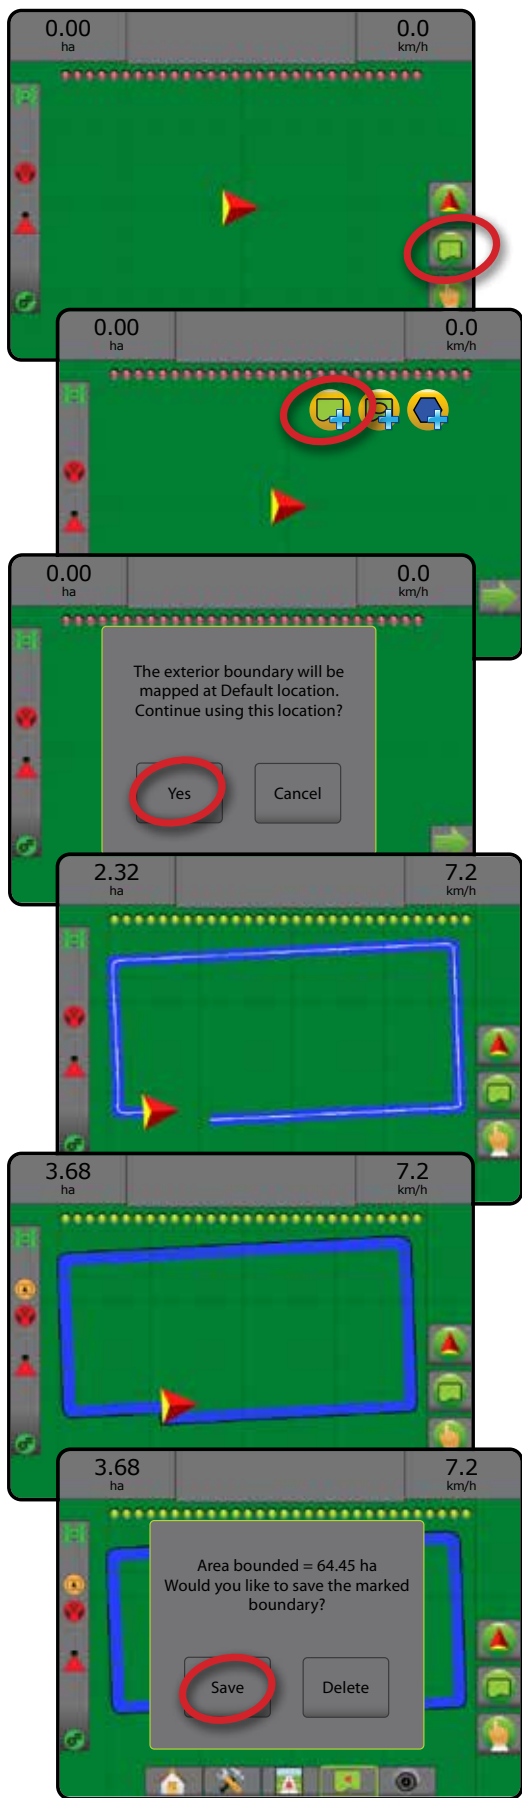 0.00
ha
0.0
km/h
0.00
ha
0.0
km/h
0.00
ha
0.0
km/h
The exterior boundary will be
mapped at Default location.
Continue using this location?
Yes
Cancel
2.32
ha
7.2
km/h
3.68
ha
7.2
km/h
3.68
ha
7.2
km/h
Area bounded = 64.45 ha
Would you like to save the marked
boundary?
Save
Delete